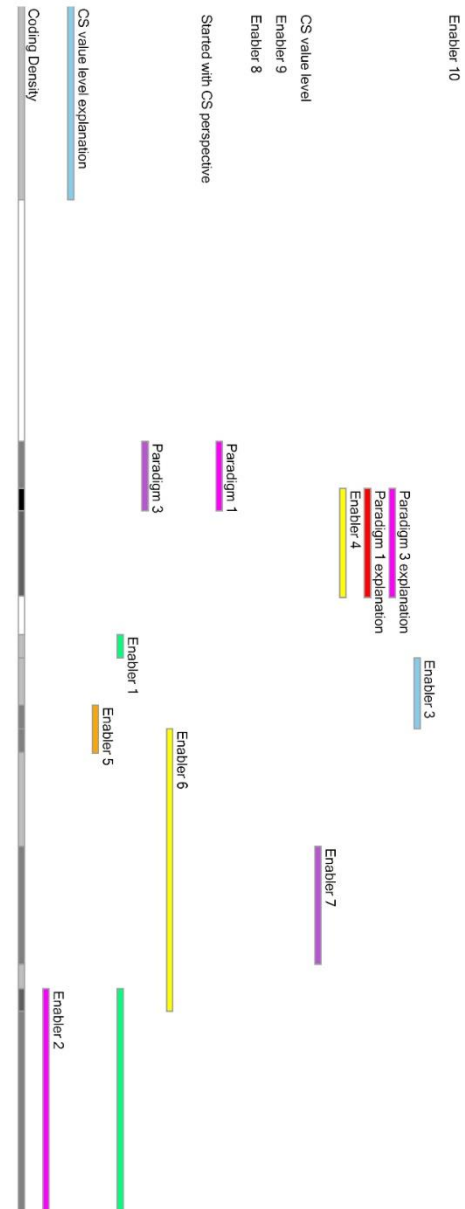 Coding Density
CS value level explanation
Enabler 2
Enabler 5
Enabler 1
Paradigm 3
Enabler 6
Started with CS perspective
Paradigm 1
Enabler 8
Enabler 9
CS value level
Enabler 7
Enabler 4
Paradigm 1 explanation
Paradigm 3 explanation
Enabler 3
Enabler 10